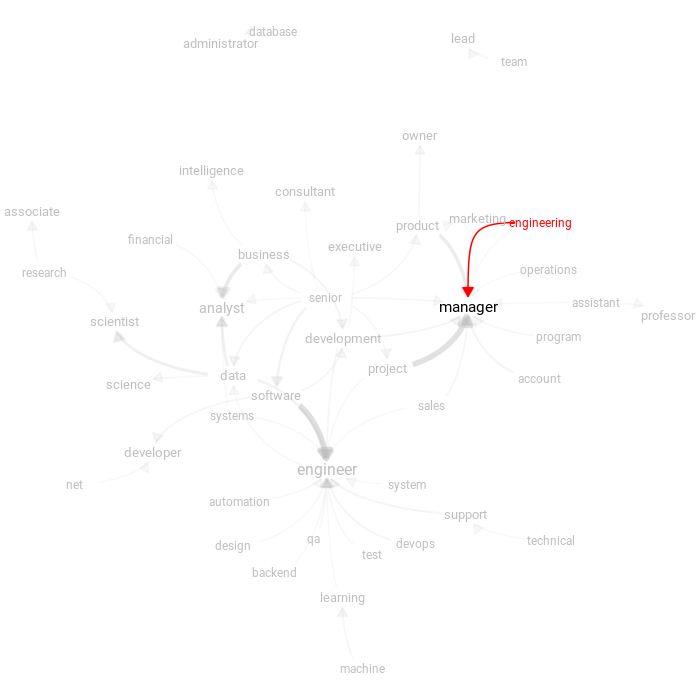 database
administrator
lead
team
owner
intelligence
consultant
associate
marketing
engineering
product
financial
executive
business
research
operations
senior
analyst
manager
assistant
professor
scientist
development
program
project
data
account
science
software
sales
systems
developer
engineer
net
system
automation
support
qa
technical
design
test
devops
backend
learning
machine